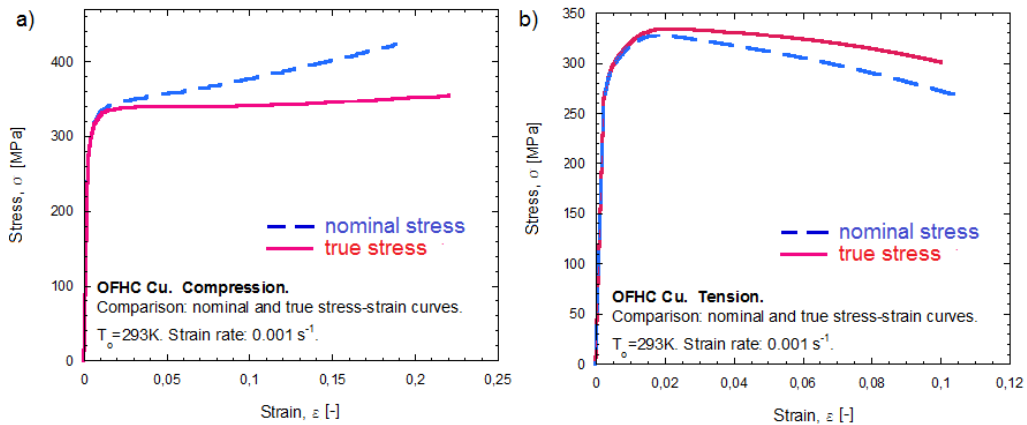 a)
400
300
200
100
0
Stress, σ [MPa]
nominal stress
true stress
OFHC Cu. Compression.
Comparison: nominal and true stress-strain curves.
T_o=293K. Strain rate: 0.001 s⁻¹.
0 0,05 0,1 0,15 0,2 0,25
Strain, ε [-]
b)
350
300
250
200
150
100
50
0
Stress, σ [MPa]
nominal stress
true stress
OFHC Cu. Tension.
Comparison: nominal and true stress-strain curves.
T_o=293K. Strain rate: 0.001 s⁻¹.
0 0,02 0,04 0,06 0,08 0,1 0,12
Strain, ε [-]